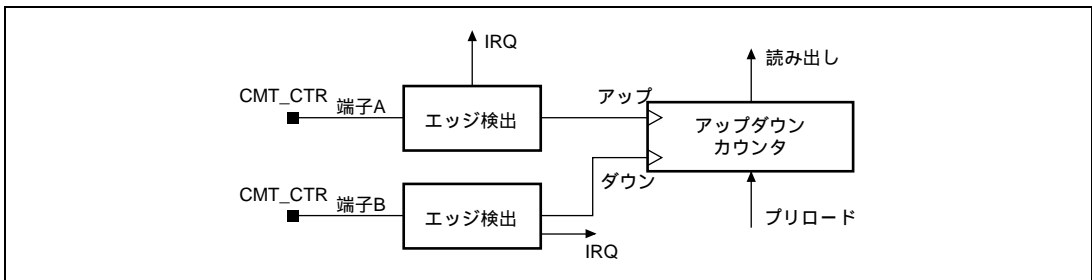 IRQ
読み出し
CMT_CTR
端子A
エッジ検出
アップ
アップダウン
カウンタ
CMT_CTR
端子B
エッジ検出
ダウン
IRQ
プリロード